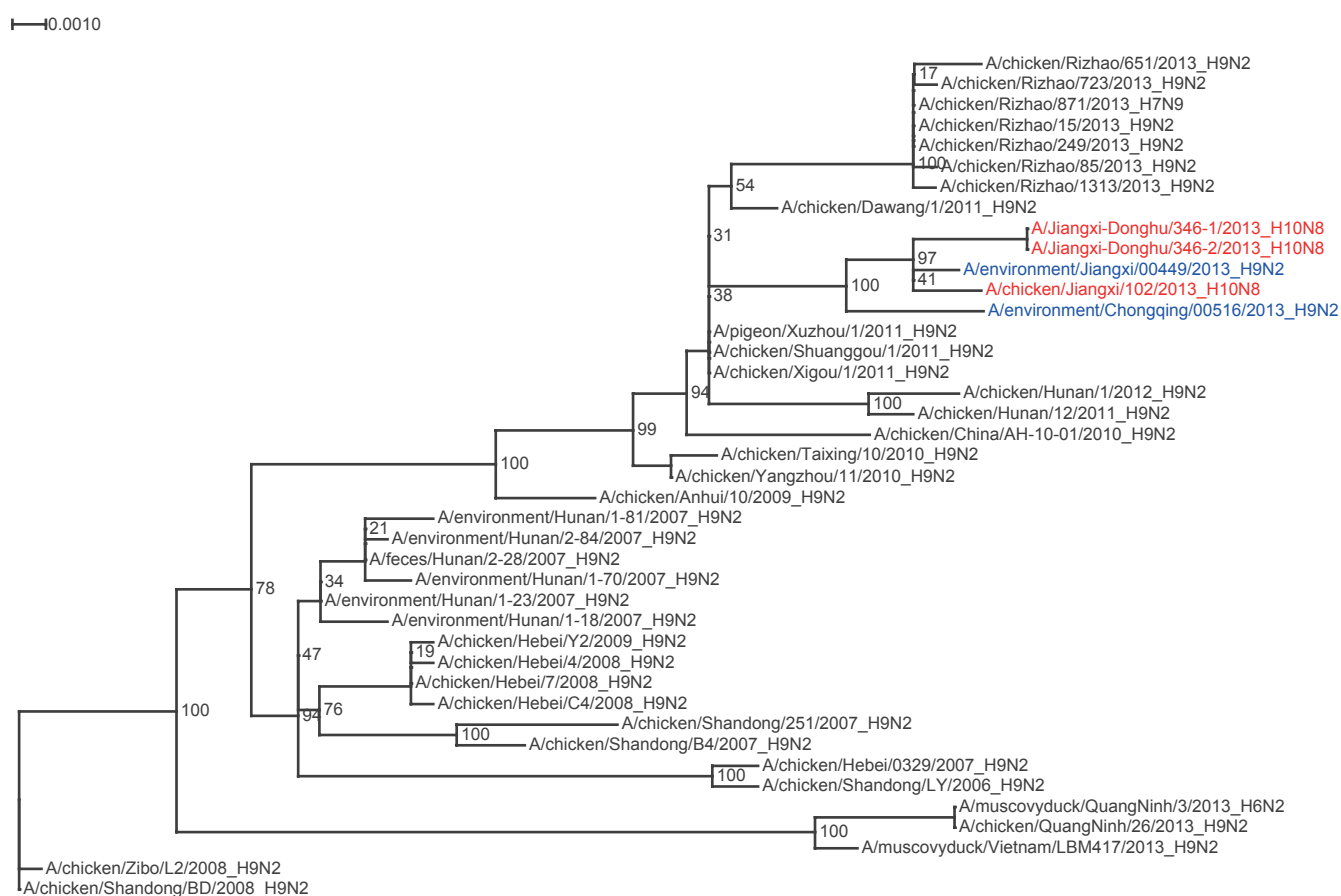 0.0010
A/chicken/Rizhao/651/2013_H9N2
17
A/chicken/Rizhao/723/2013_H9N2
A/chicken/Rizhao/871/2013_H7N9
A/chicken/Rizhao/15/2013_H9N2
A/chicken/Rizhao/249/2013_H9N2
100
A/chicken/Rizhao/85/2013_H9N2
A/chicken/Rizhao/1313/2013_H9N2
54
A/chicken/Dawang/1/2011_H9N2
A/Jiangxi-Donghu/346-1/2013_H10N8
31
A/Jiangxi-Donghu/346-2/2013_H10N8
97
A/environment/Jiangxi/00449/2013_H9N2
41
100
A/chicken/Jiangxi/102/2013_H10N8
38
A/environment/Chongqing/00516/2013_H9N2
A/pigeon/Xuzhou/1/2011_H9N2
A/chicken/Shuanggou/1/2011_H9N2
A/chicken/Xigou/1/2011_H9N2
94
A/chicken/Hunan/1/2012_H9N2
100
A/chicken/Hunan/12/2011_H9N2
99
A/chicken/China/AH-10-01/2010_H9N2
A/chicken/Taixing/10/2010_H9N2
100
A/chicken/Yangzhou/11/2010_H9N2
A/chicken/Anhui/10/2009_H9N2
A/environment/Hunan/1-81/2007_H9N2
21
A/environment/Hunan/2-84/2007_H9N2
A/feces/Hunan/2-28/2007_H9N2
34
A/environment/Hunan/1-70/2007_H9N2
78
A/environment/Hunan/1-23/2007_H9N2
A/environment/Hunan/1-18/2007_H9N2
A/chicken/Hebei/Y2/2009_H9N2
47
19
A/chicken/Hebei/4/2008_H9N2
A/chicken/Hebei/7/2008_H9N2
A/chicken/Hebei/C4/2008_H9N2
100
94
76
A/chicken/Shandong/251/2007_H9N2
100
A/chicken/Shandong/B4/2007_H9N2
A/chicken/Hebei/0329/2007_H9N2
100
A/chicken/Shandong/LY/2006_H9N2
A/muscovyduck/QuangNinh/3/2013_H6N2
A/chicken/QuangNinh/26/2013_H9N2
100
A/muscovyduck/Vietnam/LBM417/2013_H9N2
A/chicken/Zibo/L2/2008_H9N2
A/chicken/Shandong/BD/2008_H9N2